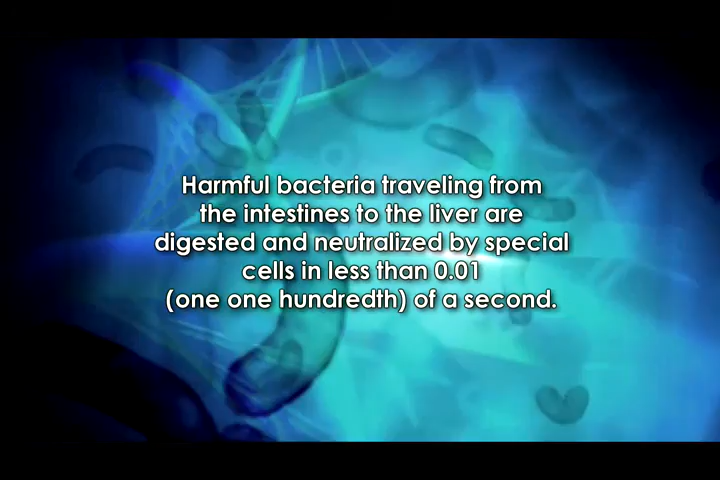 Harmful bacteria traveling from
the intestines to the liver are
digested and neutralized by special
cells in less than 0.01
(one one hundredth) of a second.